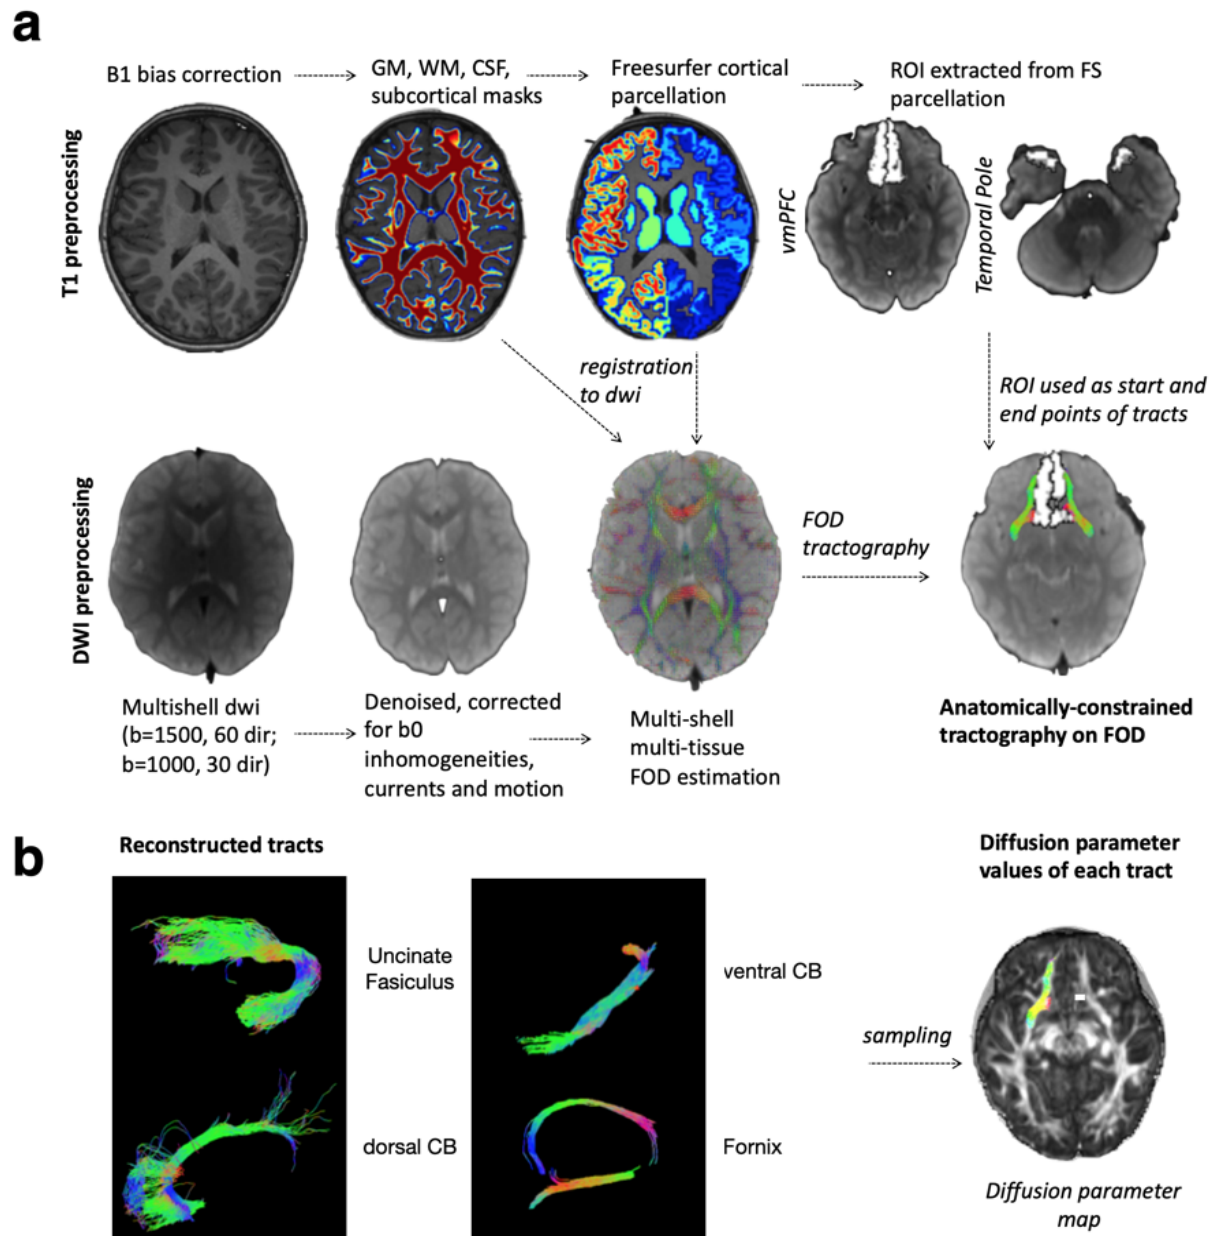 a
B1 bias correction
GM, WM, CSF,
subcortical masks
Freesurfer cortical
parcellation
ROI extracted from FS
parcellation
T1 preprocessing
vmPFC
Temporal Pole
registration
to dwi
ROI used as start and
end points of tracts
DWI preprocessing
FOD
tractography
Multishell dwi
(b=1500, 60 dir;
b=1000, 30 dir)
Denoised, corrected
for b0
inhomogeneities,
currents and motion
Multi-shell
multi-tissue
FOD estimation
Anatomically-constrained
tractography on FOD
b
Reconstructed tracts
Diffusion parameter
values of each tract
Uncinate
Fasiculus
ventral CB
sampling
dorsal CB
Fornix
Diffusion parameter
map